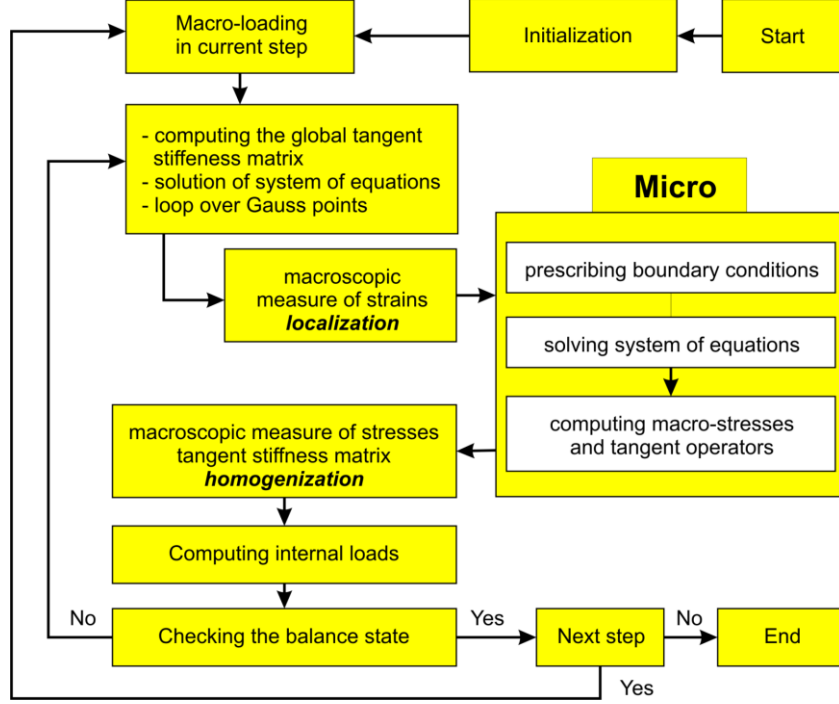 Start
Initialization
Macro-loading
in current step
- computing the global tangent
stiffeness matrix
- solution of system of equations
- loop over Gauss points
macroscopic
measure of strains
localization
Micro
prescribing boundary conditions
solving system of equations
computing macro-stresses
and tangent operators
macroscopic measure of stresses
tangent stiffness matrix
homogenization
Computing internal loads
Checking the balance state
No
Yes
Next step
No
End
Yes